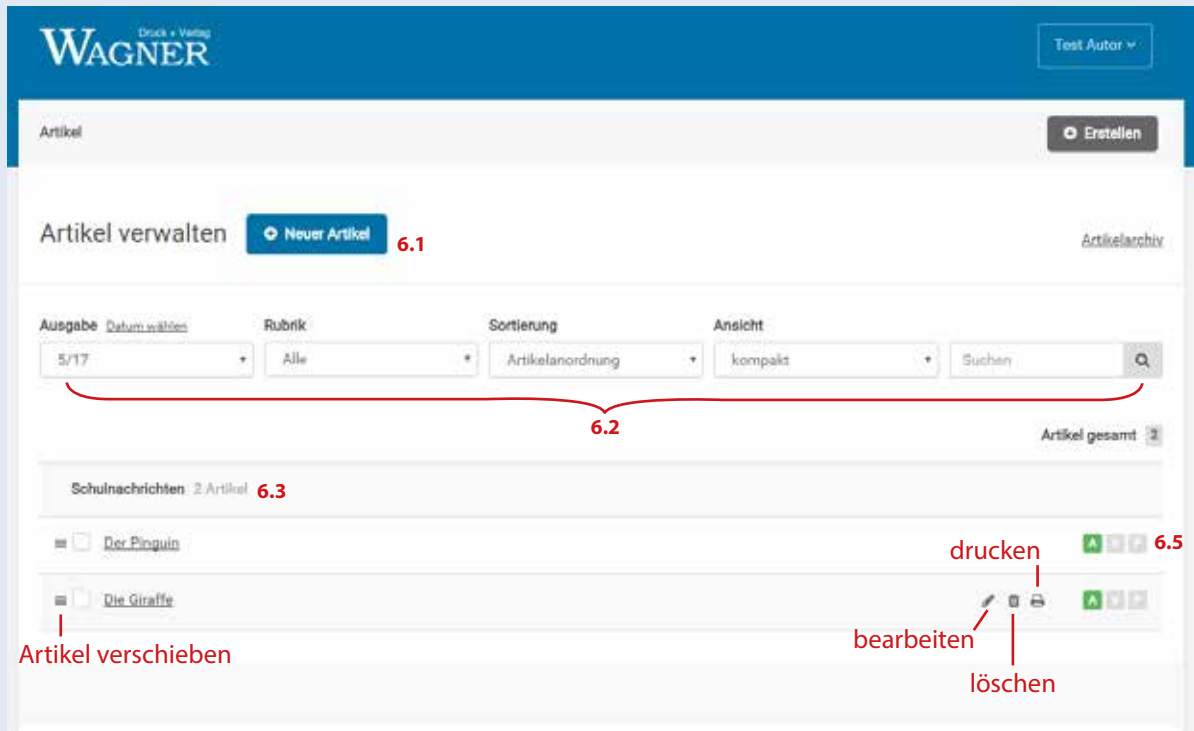 Druck + Verlag
WAGNER
Test Autor
Artikel
Erstellen
Artikel verwalten
Neuer Artikel
6.1
Artikelarchiv
Ausgabe Datum wählen
Rubrik
Sortierung
Ansicht
5/17
Alle
Artikelanordnung
kompakt
Suchen
6.2
Artikel gesamt 2
Schulnachrichten 2 Artikel 6.3
Der Pinguin
A
6.5
drucken
Die Giraffe
A
Artikel verschieben
bearbeiten
löschen